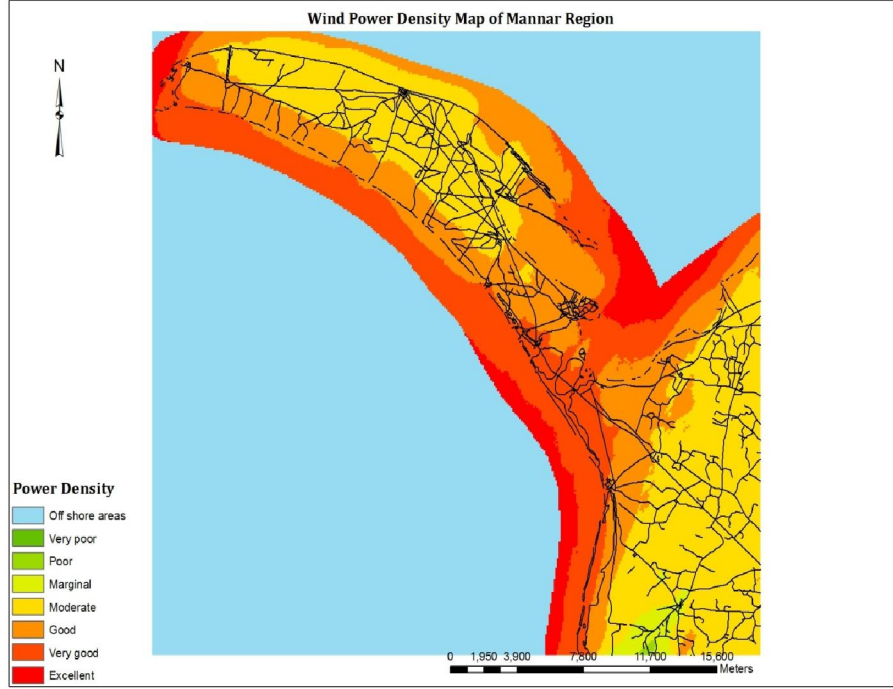 Wind Power Density Map of Mannar Region
N
Power Density
Off shore areas
Very poor
Poor
Marginal
Moderate
Good
Very good
Excellent
0 1,950 3,900 7,800 11,700 15,600
Meters